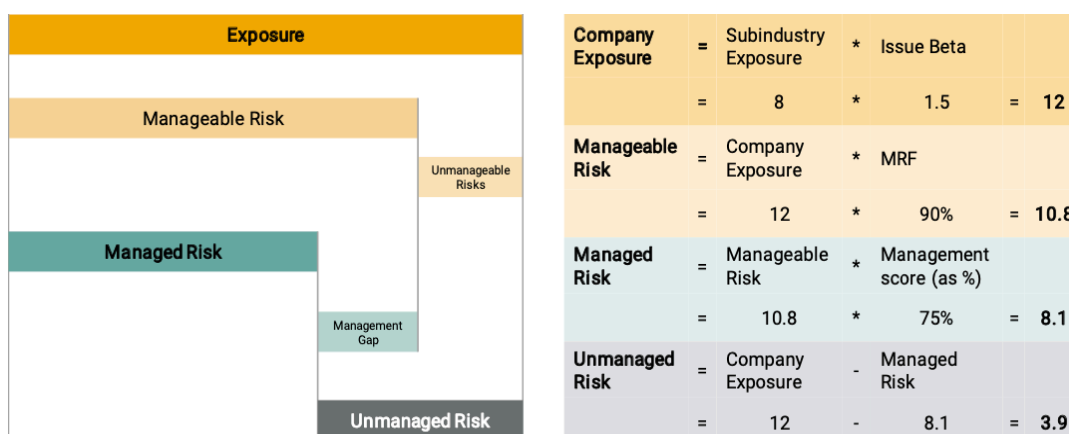 Exposure
Manageable Risk
Unmanageable
Risks
Managed Risk
Management
Gap
Unmanaged Risk
Company
Exposure
=
Subindustry
Exposure
*
Issue Beta
= 8 * 1.5 = 12
Manageable
Risk
=
Company
Exposure
*
MRF
= 12 * 90% = 10.8
Managed
Risk
=
Manageable
Risk
*
Management
score (as %)
= 10.8 * 75% = 8.1
Unmanaged
Risk
=
Company
Exposure
-
Managed
Risk
= 12 - 8.1 = 3.9